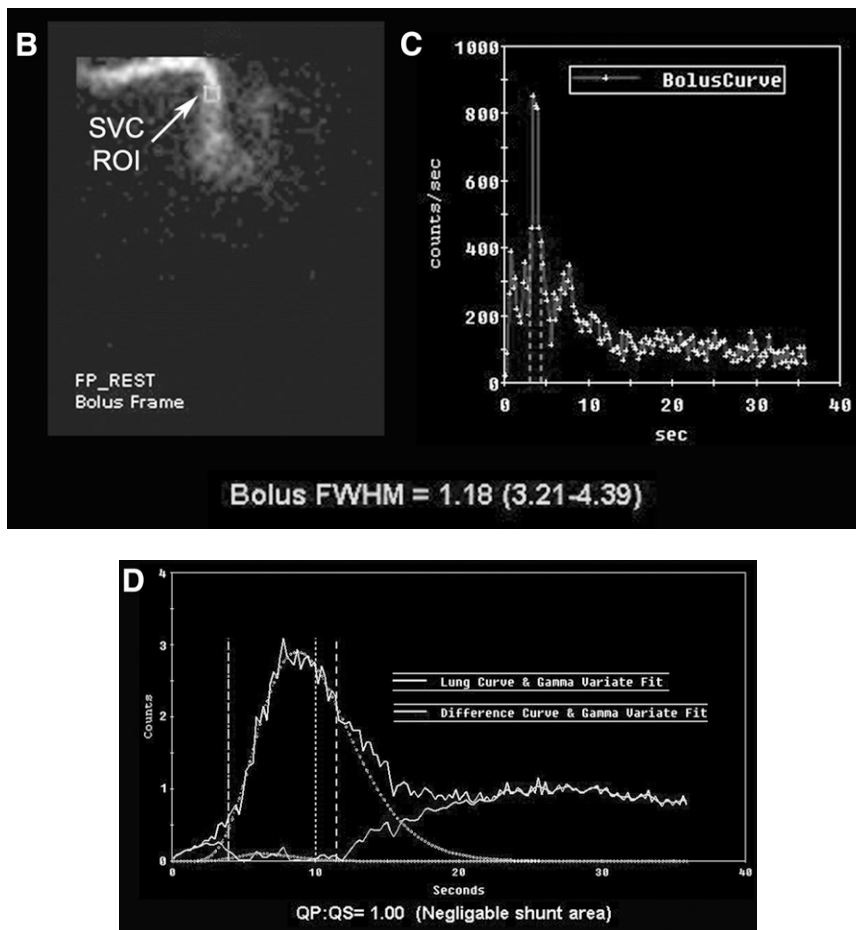 B
SVC
ROI
FP_REST
Bolus Frame
C
1000
800
600
400
200
0
counts/sec
BolusCurve
0
10
20
30
40
sec
Bolus FWHM = 1.18 (3.21-4.39)
D
4
3
2
1
0
Counts
Lung Curve & Gamma Variate Fit
Difference Curve & Gamma Variate Fit
0
10
20
30
40
Seconds
QP:QS= 1.00 (Negligable shunt area)